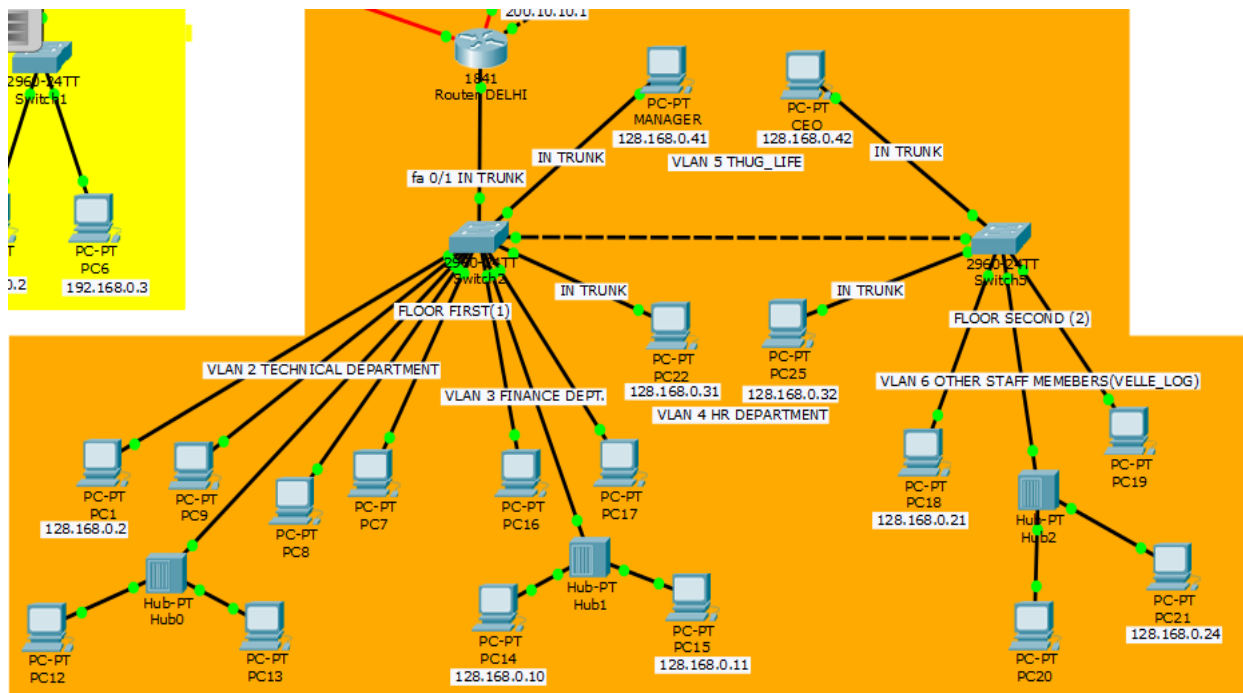 200.10.10.1
2960-24TT
Switch1
PC-PT
PC6
192.168.0.3
0.2
1841
Router DELHI
PC-PT
MANAGER
128.168.0.41
PC-PT
CEO
128.168.0.42
IN TRUNK
VLAN 5 THUG_LIFE
IN TRUNK
fa 0/1 IN TRUNK
2960-24TT
Switch2
2960-24TT
Switch5
IN TRUNK
IN TRUNK
FLOOR FIRST(1)
FLOOR SECOND (2)
PC-PT
PC22
128.168.0.31
PC-PT
PC25
128.168.0.32
VLAN 4 HR DEPARTMENT
VLAN 2 TECHNICAL DEPARTMENT
VLAN 3 FINANCE DEPT.
VLAN 6 OTHER STAFF MEMEBERS(VELLE_LOG)
PC-PT
PC1
128.168.0.2
PC-PT
PC9
PC-PT
PC8
PC-PT
PC7
PC-PT
PC16
PC-PT
PC17
PC-PT
PC18
128.168.0.21
PC-PT
PC19
Hub-PT
Hub0
Hub-PT
Hub1
Hub-PT
Hub2
PC-PT
PC12
PC-PT
PC13
PC-PT
PC14
128.168.0.10
PC-PT
PC15
128.168.0.11
PC-PT
PC20
PC-PT
PC21
128.168.0.24